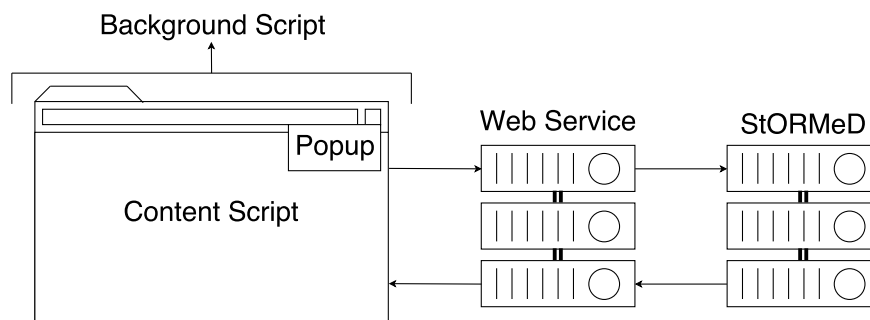 Background Script
Web Service
StORMeD
Popup
Content Script